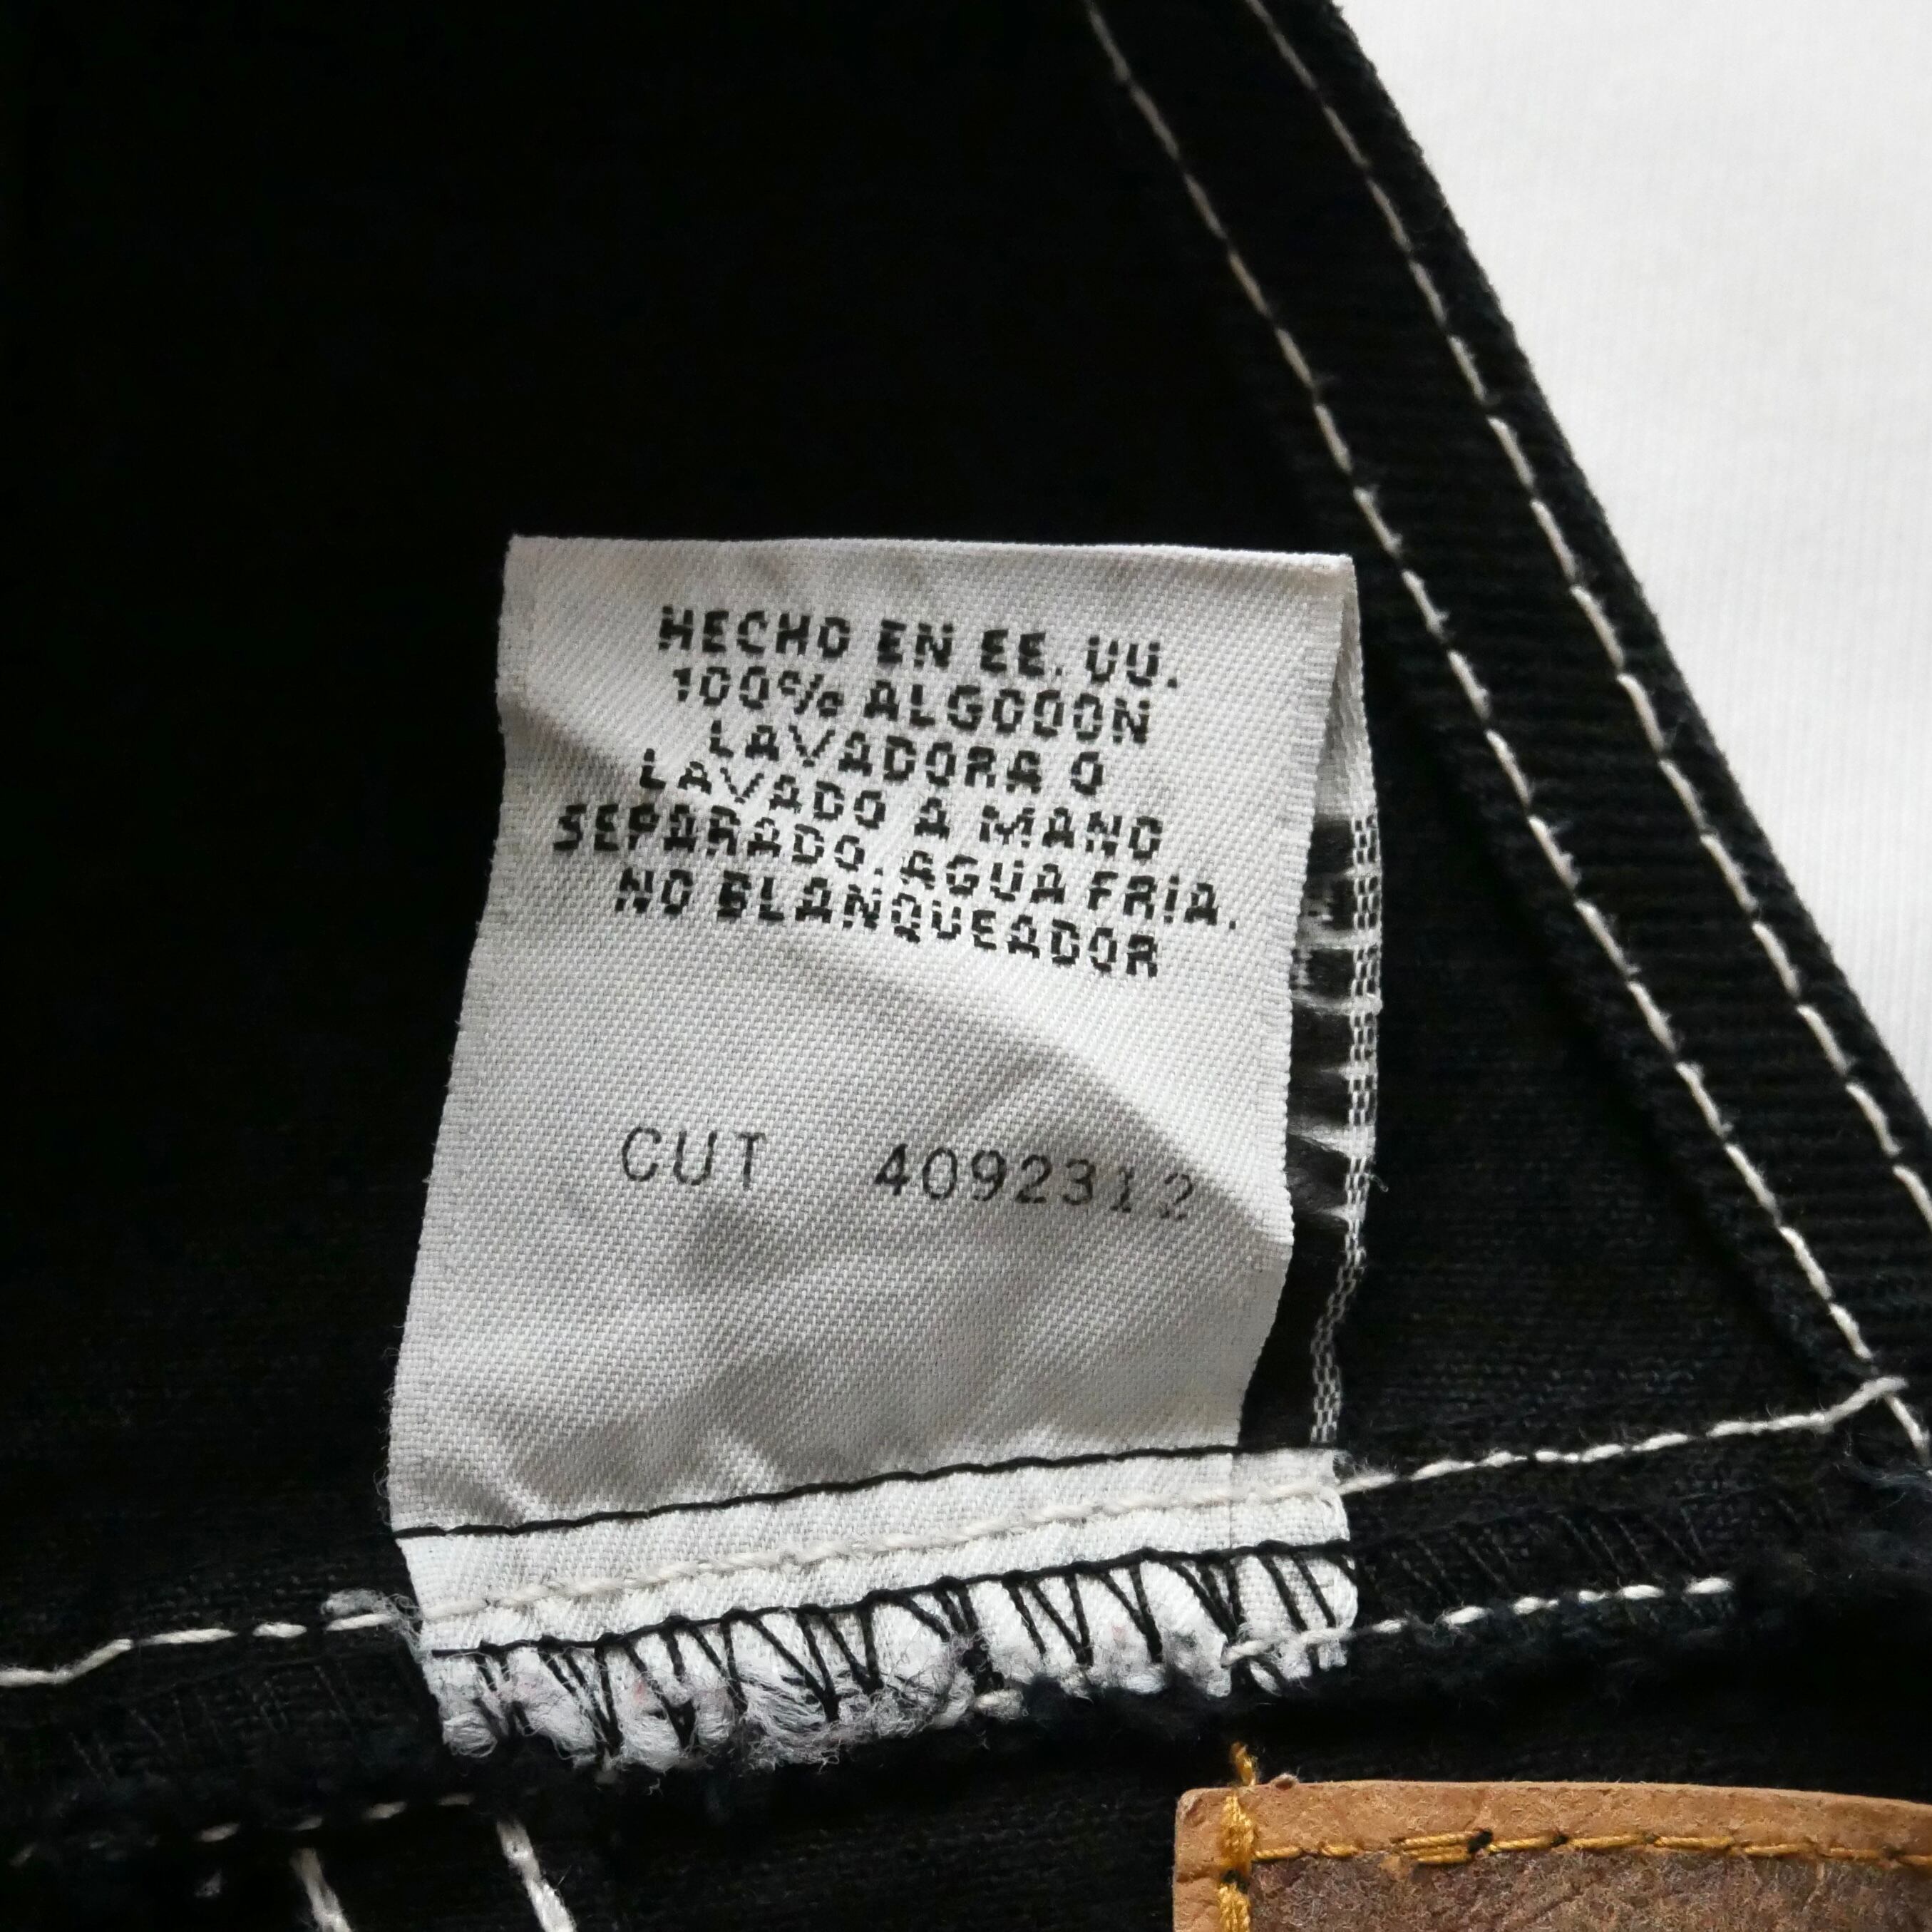 HECHO EN EE. UU.
100% ALGODON
LAVADORA O
LAVADO A MANO
SEPARADO. AGUA FRIA.
NO BLANQUEADOR
CUT 4092312